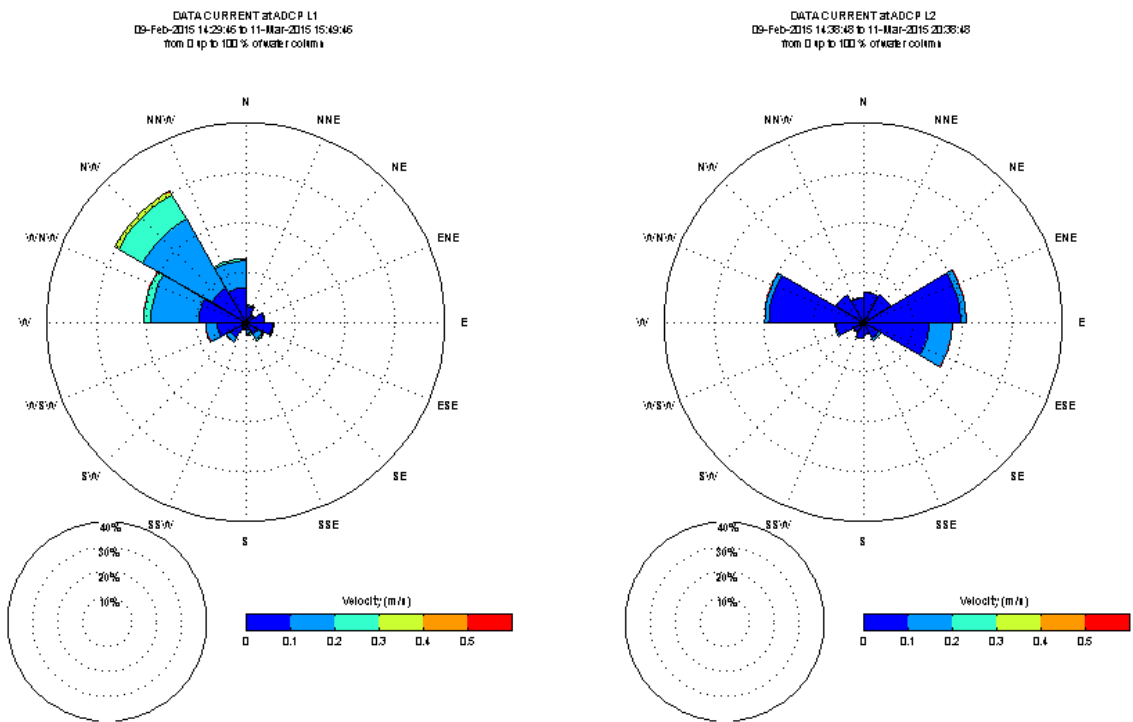 DATA CURRENT at ADCP L1
09-Feb-2015 14:29:46 to 11-Mar-2015 15:49:46
from 0 up to 100 % of water column
N
NNE
NE
ENE
E
ESE
SE
SSE
S
SSW
SW
WSW
W
WNW
NW
NNW
40%
30%
20%
10%
Velocity (m/s)
0 0.1 0.2 0.3 0.4 0.5
DATA CURRENT at ADCP L2
09-Feb-2015 14:38:48 to 11-Mar-2015 20:38:48
from 0 up to 100 % of water column
N
NNE
NE
ENE
E
ESE
SE
SSE
S
SSW
SW
WSW
W
WNW
NW
NNW
40%
30%
20%
10%
Velocity (m/s)
0 0.1 0.2 0.3 0.4 0.5